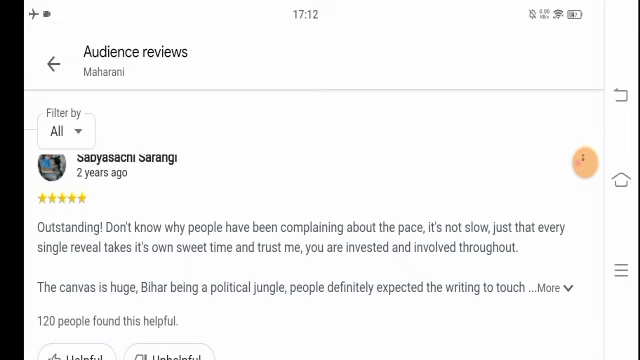 17:12
Audience reviews
Maharani
Filter by
All
Sabyasachi Sarangi
2 years ago
Outstanding! Don't know why people have been complaining about the pace, it's not slow, just that every
single reveal takes it's own sweet time and trust me, you are invested and involved throughout.
The canvas is huge, Bihar being a political jungle, people definitely expected the writing to touch ...More
120 people found this helpful.
Helpful
Unhelpful